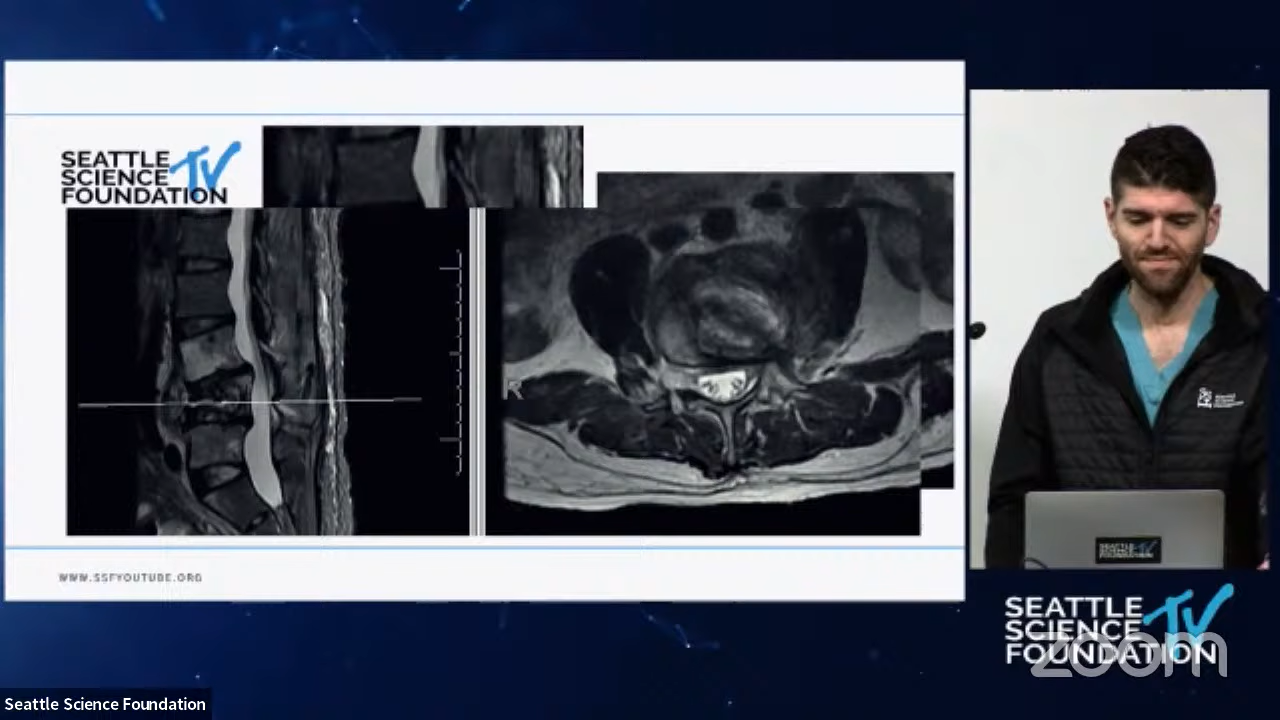 SEATTLE
SCIENCE TV
FOUNDATION
R
WWW.SSFYOUTUBE.ORG
SEATTLE
SCIENCE TV
FOUNDATION
zoom
Seattle Science Foundation